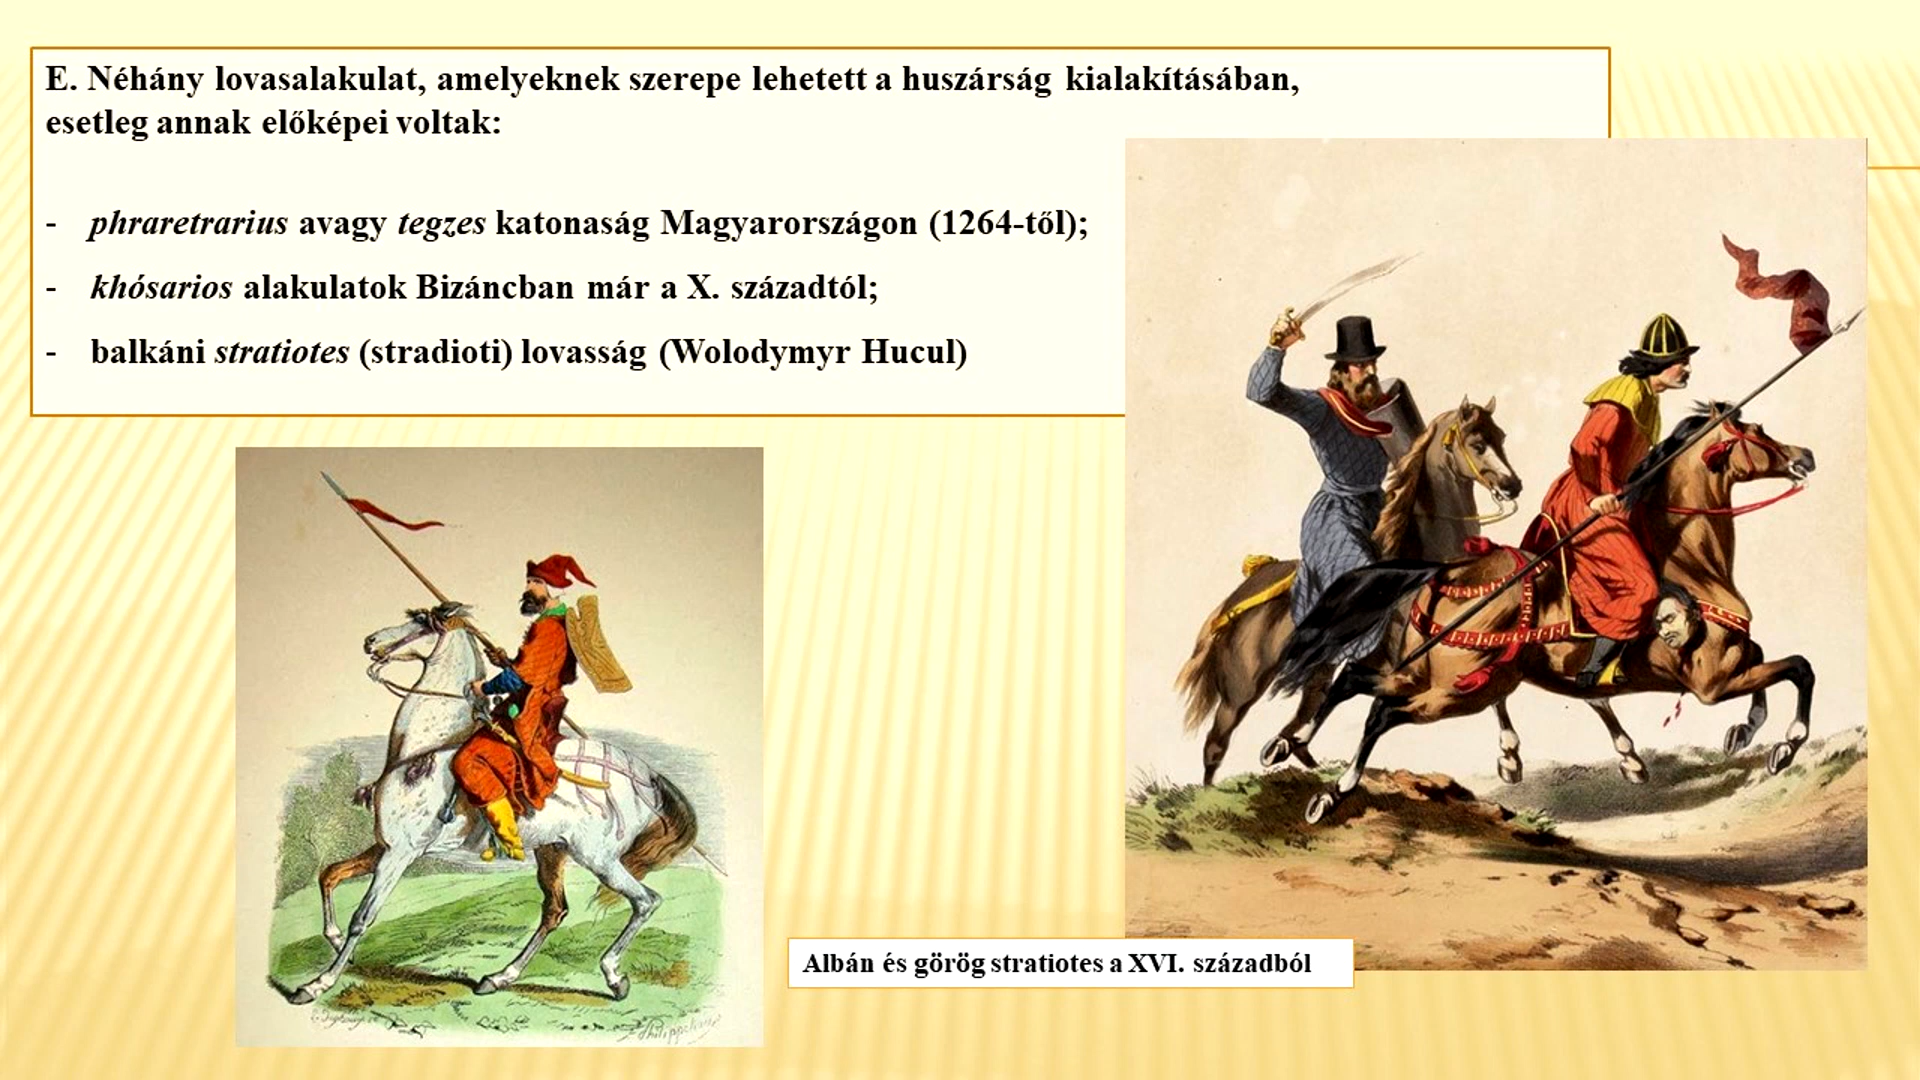 E. Néhány lovasalakulat, amelyeknek szerepe lehetett a huszárság kialakításában,
esetleg annak előképei voltak:
- phraretrarius avagy tegzes katonaság Magyarországon (1264-től);
- khósarios alakulatok Bizáncban már a X. századtól;
- balkáni stratiotes (stradioti) lovasság (Wolodymyr Hucul)
Albán és görög stratiotes a XVI. századból